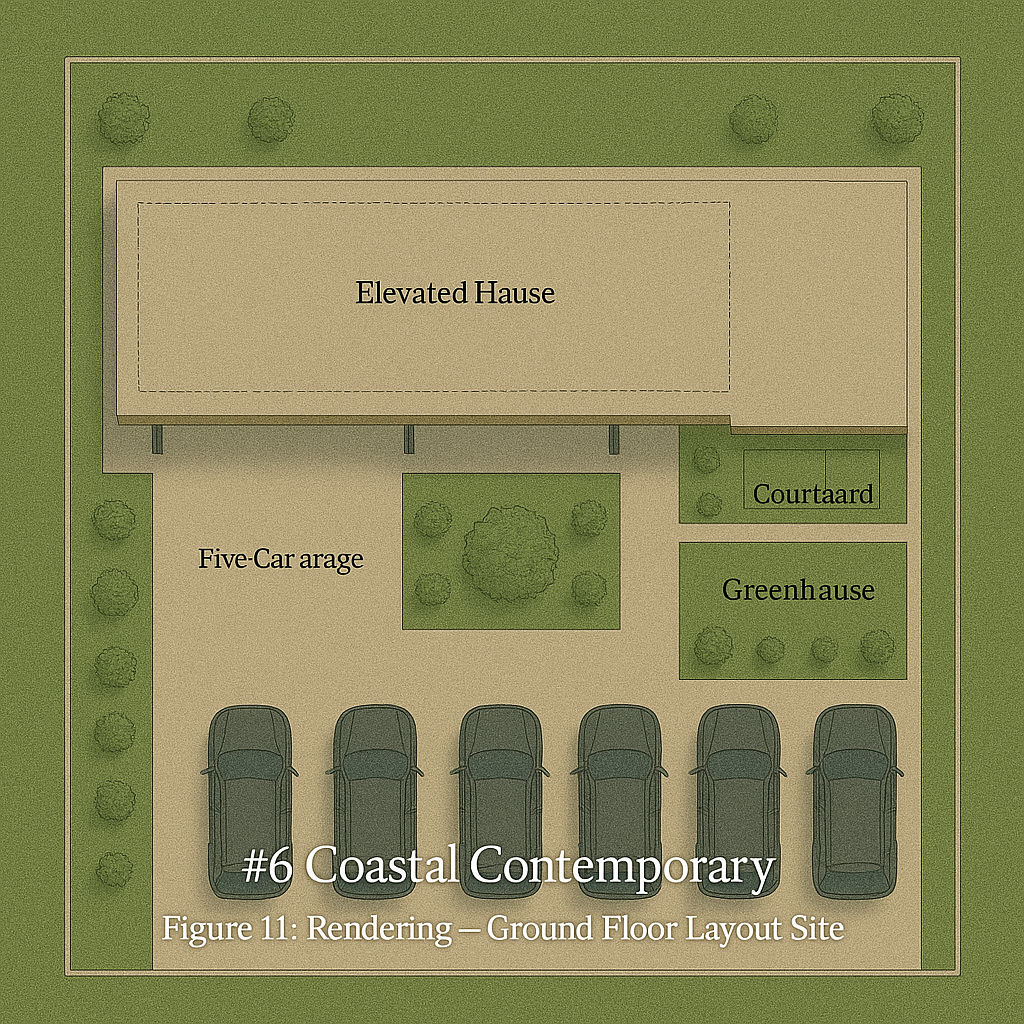 Elevated Hause
Courtaard
Five-Car arage
Greenhause
#6 Coastal Contemporary
Figure 11: Rendering – Ground Floor Layout Site